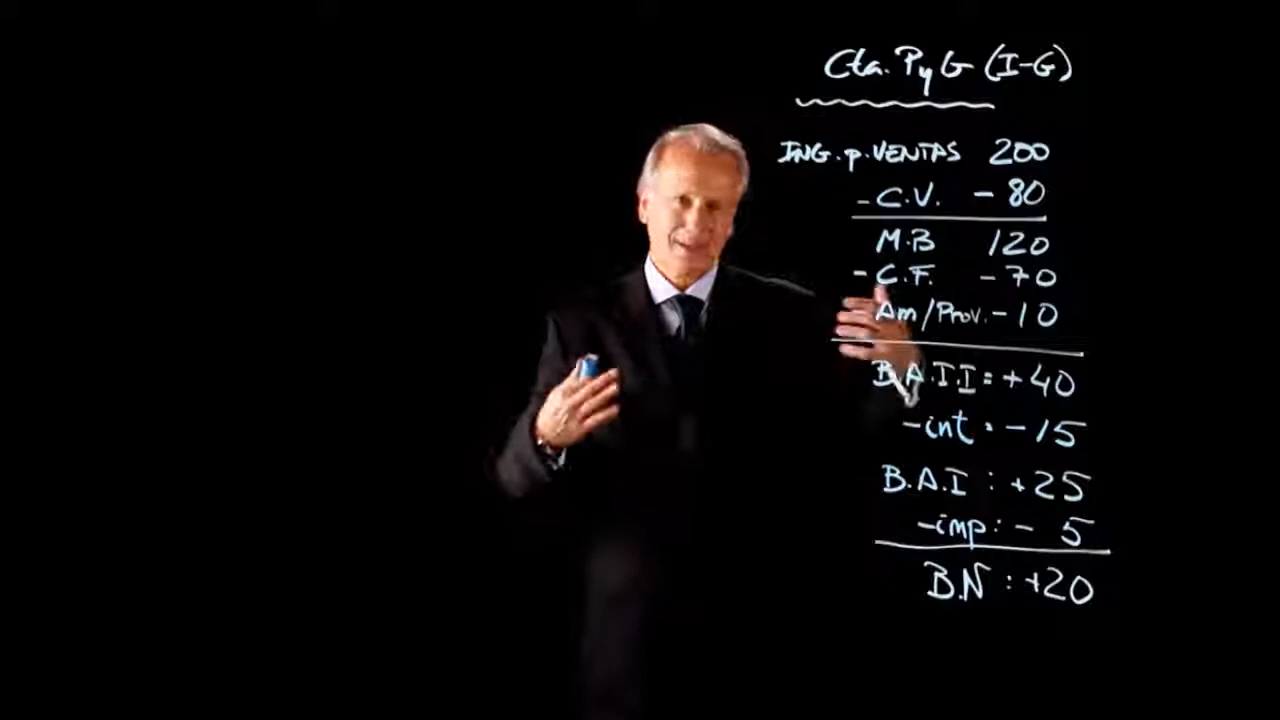 Cta. PyG (I-G)
ING. p. VENTAS 200
- C.V. - 80
M.B 120
- C.F. - 70
Am/Prov. - 10
B.A.I.I = +40
- int : - 15
B.A.I : +25
- imp : - 5
B.N : +20